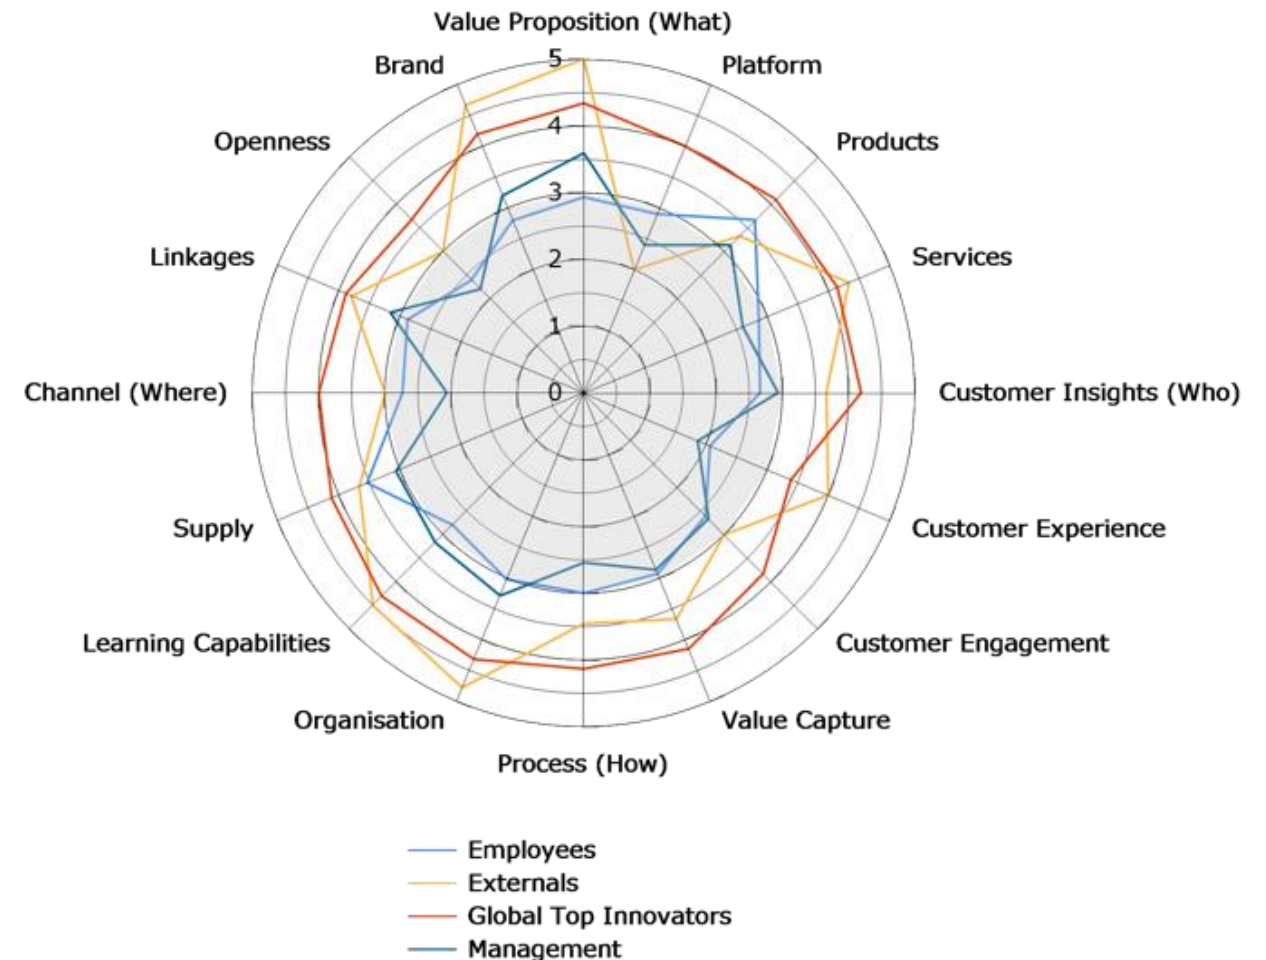 Value Proposition (What)
Brand
Platform
Openness
Products
Linkages
Services
Channel (Where)
Customer Insights (Who)
Supply
Customer Experience
Learning Capabilities
Customer Engagement
Organisation
Value Capture
Process (How)
5
4
3
2
1
0
Employees
Externals
Global Top Innovators
Management